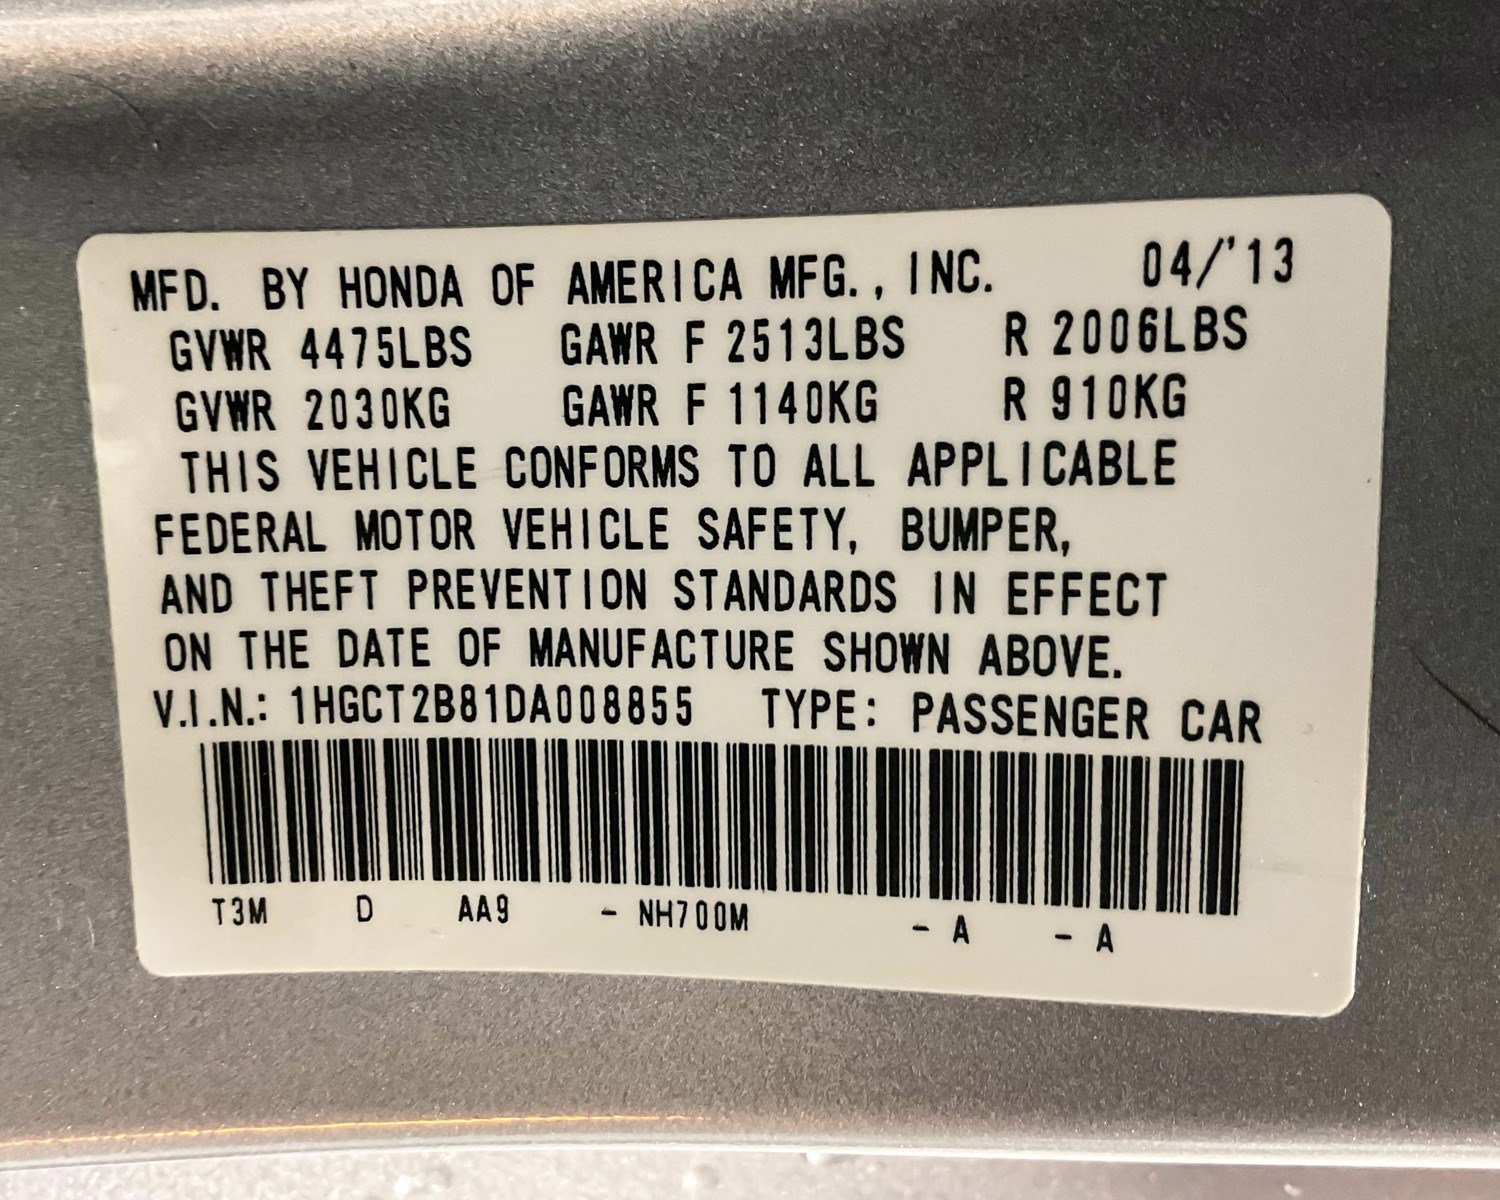 MFD. BY HONDA OF AMERICA MFG., INC. 04/'13
GVWR 4475LBS GAWR F 2513LBS R 2006LBS
GVWR 2030KG GAWR F 1140KG R 910KG
THIS VEHICLE CONFORMS TO ALL APPLICABLE
FEDERAL MOTOR VEHICLE SAFETY, BUMPER,
AND THEFT PREVENTION STANDARDS IN EFFECT
ON THE DATE OF MANUFACTURE SHOWN ABOVE.
V.I.N.: 1HGCT2B81DA008855 TYPE: PASSENGER CAR
T3M D AA9 - NH700M - A - A